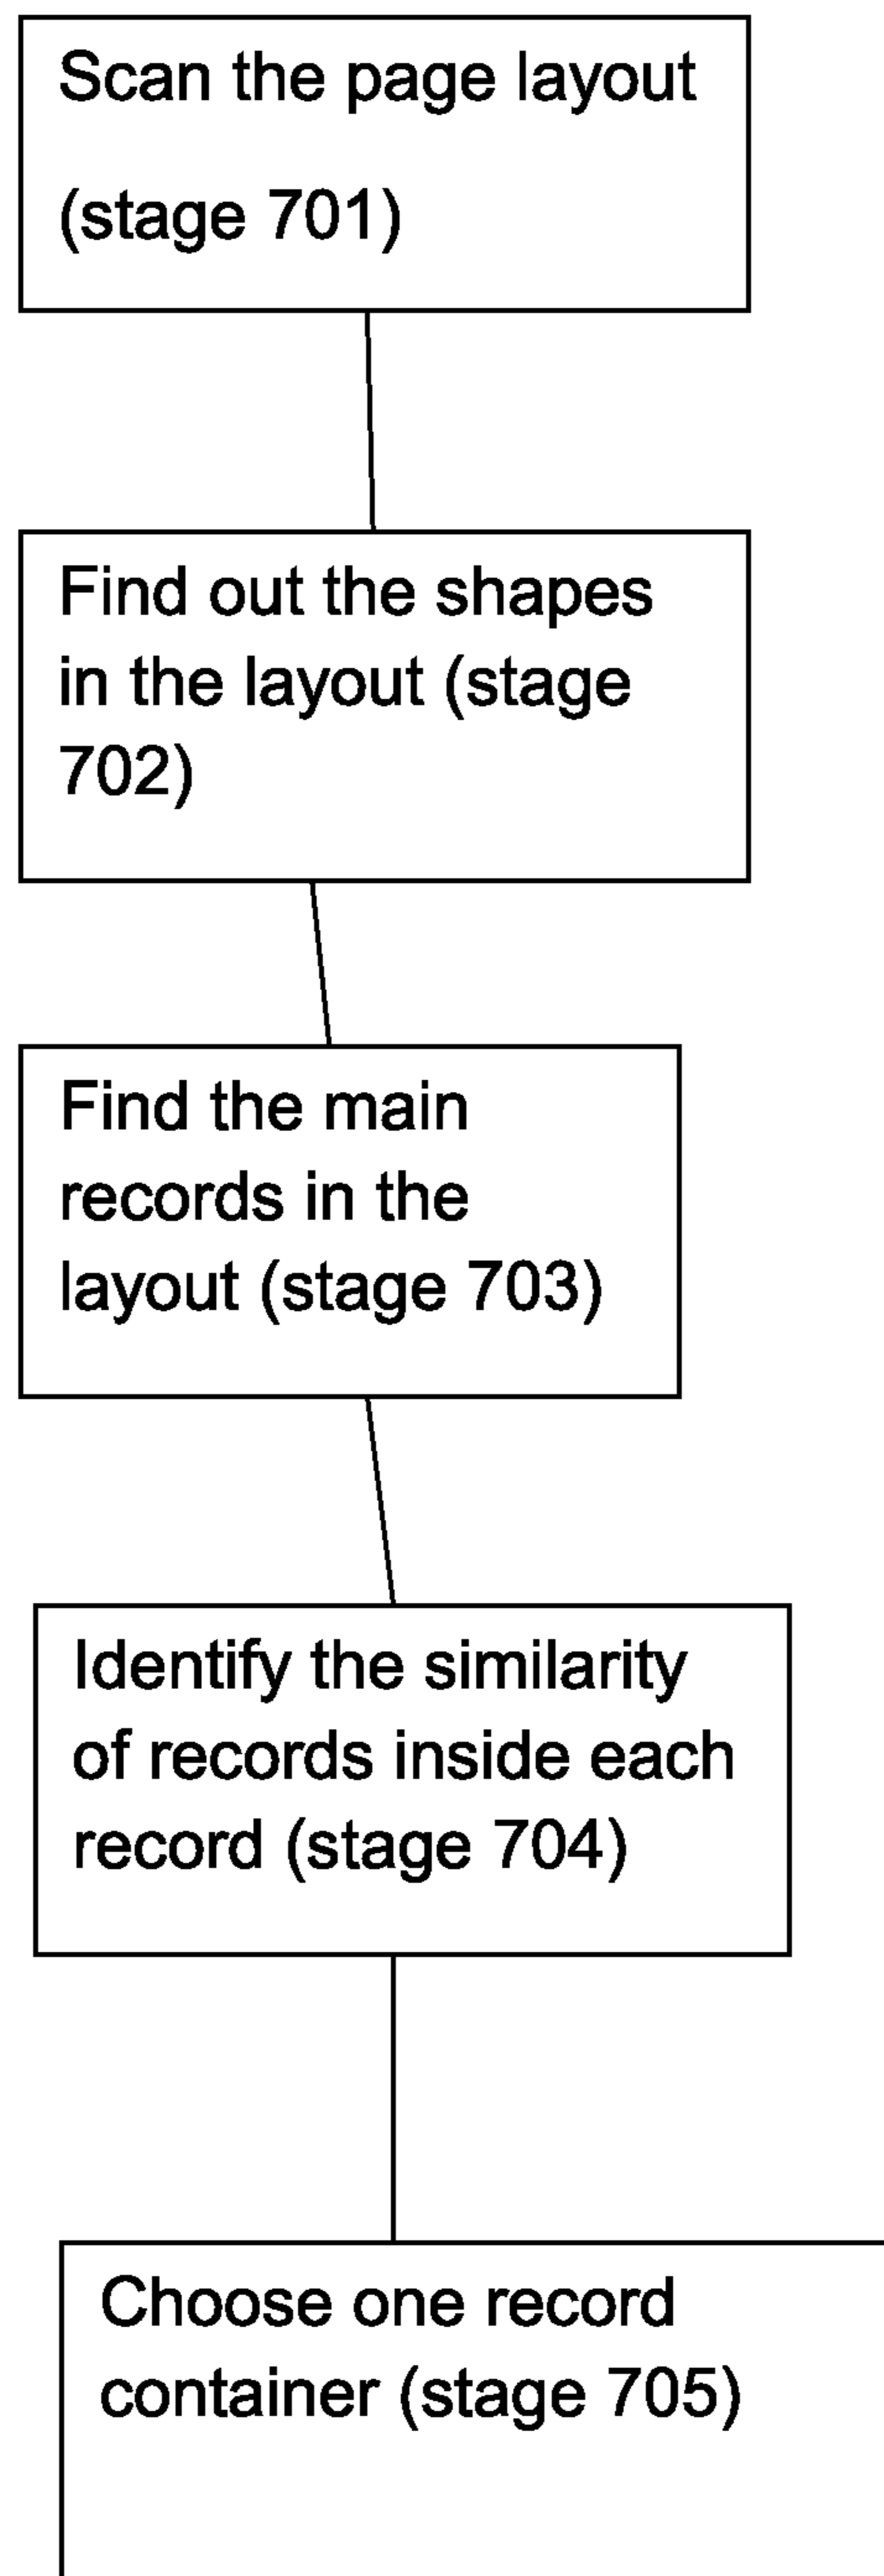 Scan the page layout
(stage 701)
Find out the shapes
in the layout (stage
702)
Find the main
records in the
layout (stage 703)
Identify the similarity
of records inside each
record (stage 704)
Choose one record
container (stage 705)